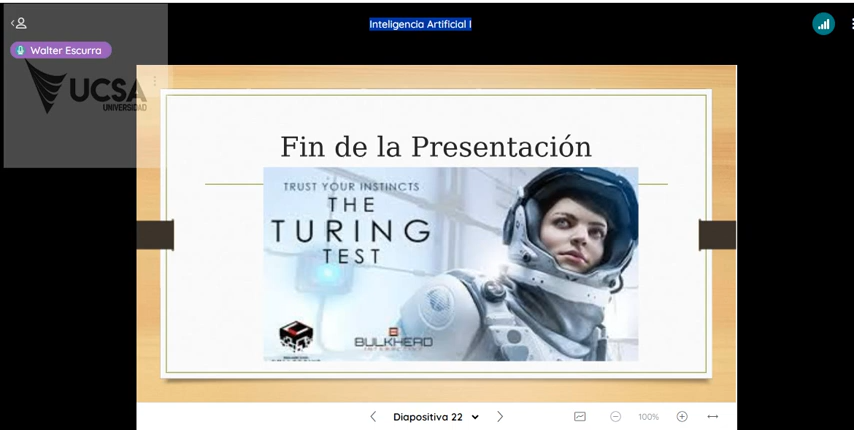 Inteligencia Artificial I
Walter Escurra
UCSA
UNIVERSIDAD
Fin de la Presentación
TRUST YOUR INSTINCTS
THE
TURING
TEST
BULKHEAD
INTERACTIVE
Diapositiva 22
100%